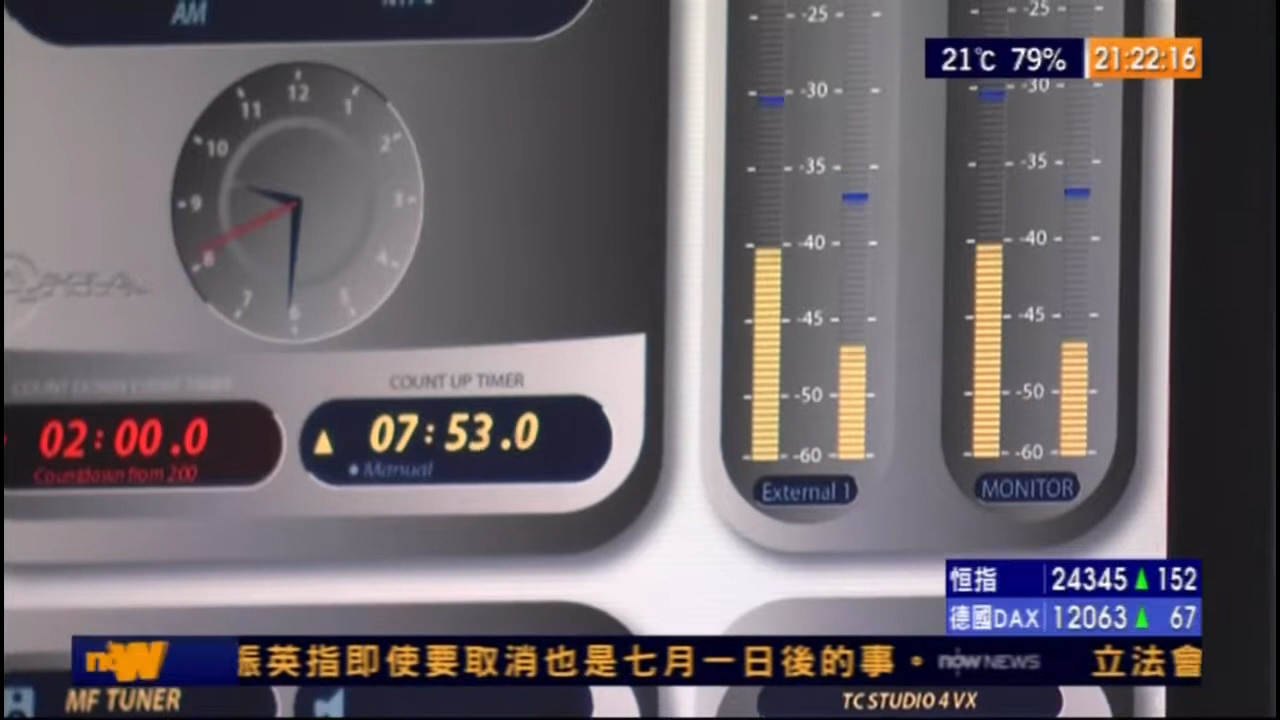 AM
-25
-25
21℃ 79% 21:22:16
12
11
1
10
2
9
3
8
4
7
5
6
-30
-30
-35
-35
-40
-40
-45
-45
-50
-50
-60
-60
External 1
MONITOR
COUNT UP TIMER
02:00.0
Countdown from 200
07:53.0
Manual
恒指 24345 ▲ 152
德國DAX 12063 ▲ 67
now 振英指即使要取消也是七月一日後的事。 now NEWS 立法會
MF TUNER
TC STUDIO 4 VX